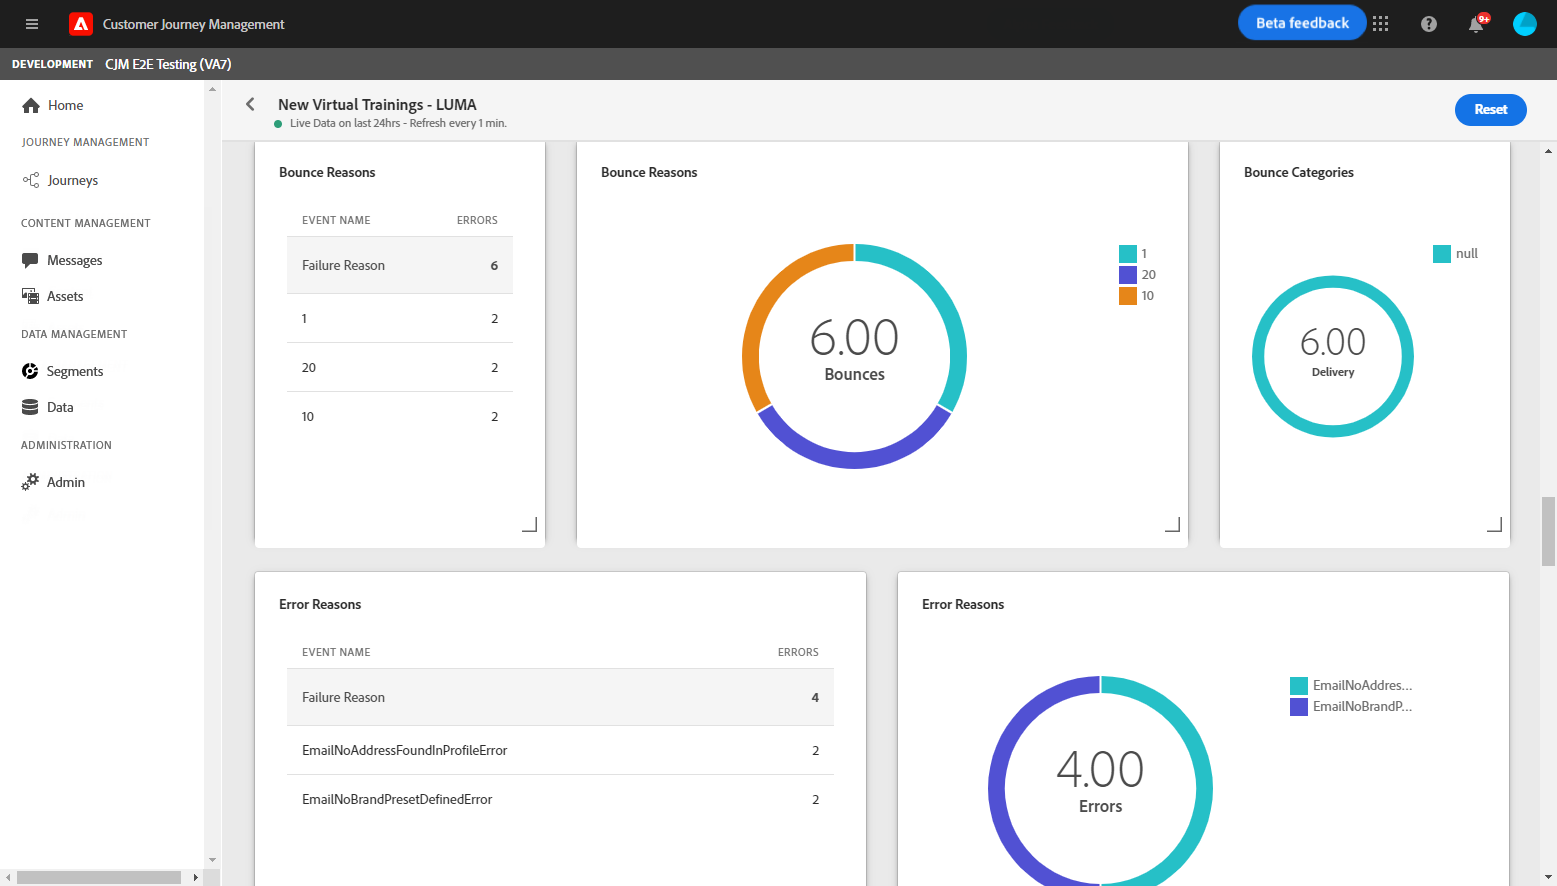 Customer Journey Management
Beta feedback
9+
DEVELOPMENT CJM E2E Testing (VA7)
Home
JOURNEY MANAGEMENT
Journeys
CONTENT MANAGEMENT
Messages
Assets
DATA MANAGEMENT
Segments
Data
ADMINISTRATION
Admin
New Virtual Trainings - LUMA
Live Data on last 24hrs - Refresh every 1 min.
Reset
Bounce Reasons
EVENT NAME ERRORS
Failure Reason 6
1 2
20 2
10 2
Bounce Reasons
6.00
Bounces
1
20
10
Bounce Categories
null
6.00
Delivery
Error Reasons
EVENT NAME ERRORS
Failure Reason 4
EmailNoAddressFoundInProfileError 2
EmailNoBrandPresetDefinedError 2
Error Reasons
EmailNoAddres...
EmailNoBrandP...
4.00
Errors